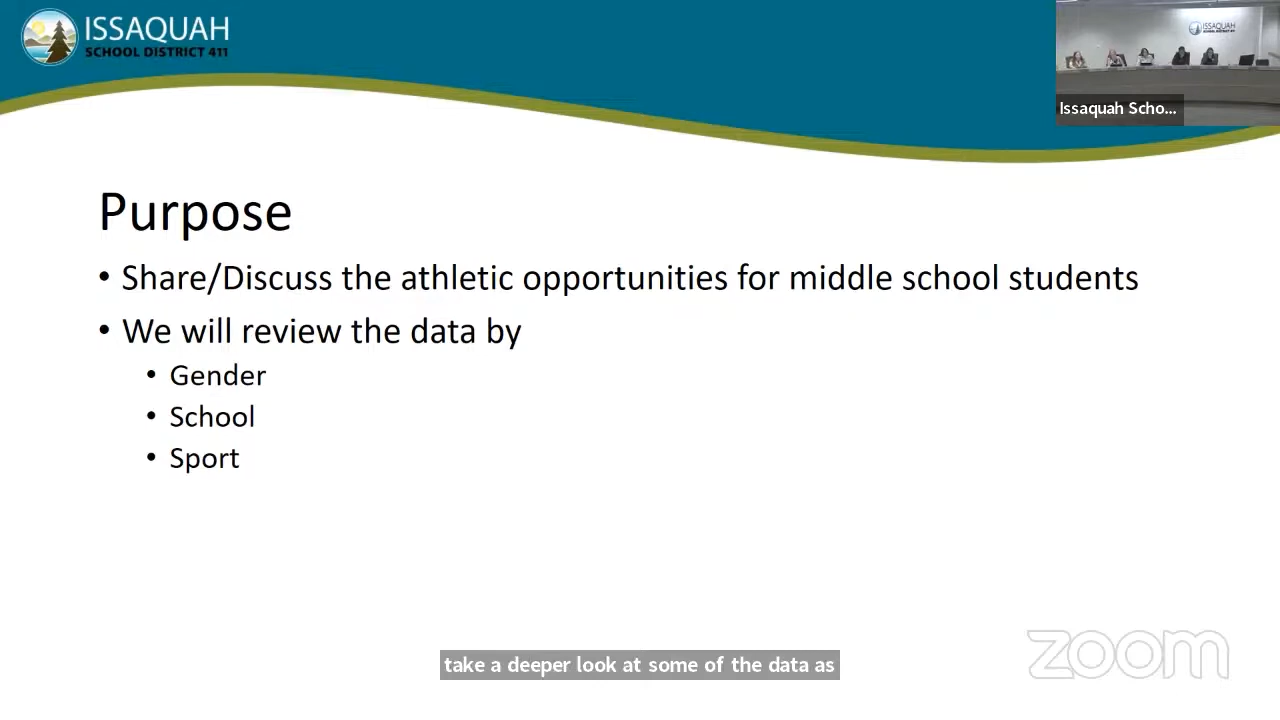 ISSAQUAH
SCHOOL DISTRICT 411
ISSAQUAH
Issaquah Scho...
Purpose
• Share/Discuss the athletic opportunities for middle school students
• We will review the data by
• Gender
• School
• Sport
take a deeper look at some of the data as
zoom